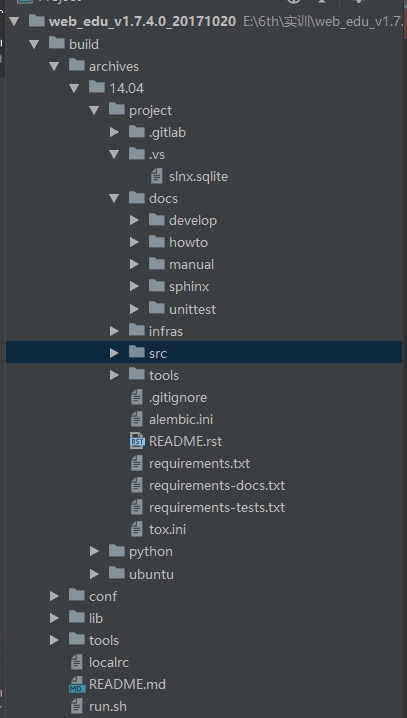 web_edu_v1.7.4.0_20171020 E:\6th\实训\web_edu_v1.7.
build
archives
14.04
project
.gitlab
.vs
slnx.sqlite
docs
develop
howto
manual
sphinx
unittest
infras
src
tools
.gitignore
alembic.ini
README.rst
requirements.txt
requirements-docs.txt
requirements-tests.txt
tox.ini
python
ubuntu
conf
lib
tools
localrc
README.md
run.sh